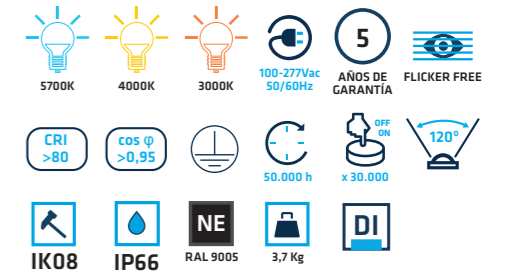 5700K
4000K
3000K
100-277Vac
50/60Hz
5
AÑOS DE
GARANTÍA
FLICKER FREE
CRI
>80
cos φ
>0,95
50.000 h
OFF
ON
x 30.000
120°
IK08
IP66
NE
RAL 9005
3,7 Kg
DI